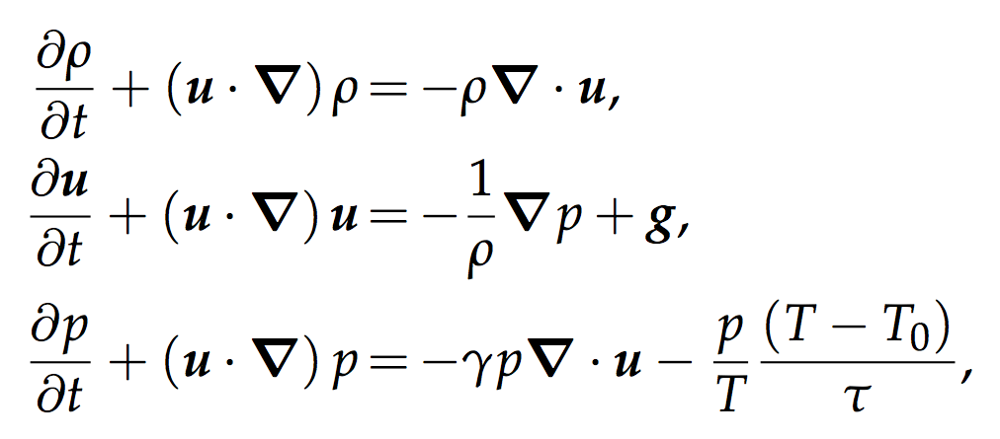 ∂ρ/∂t + (u · ∇) ρ = −ρ∇ · u,
∂u/∂t + (u · ∇) u = −(1/ρ)∇p + g,
∂p/∂t + (u · ∇) p = −γp∇ · u − (p/T) (T − T₀)/τ,